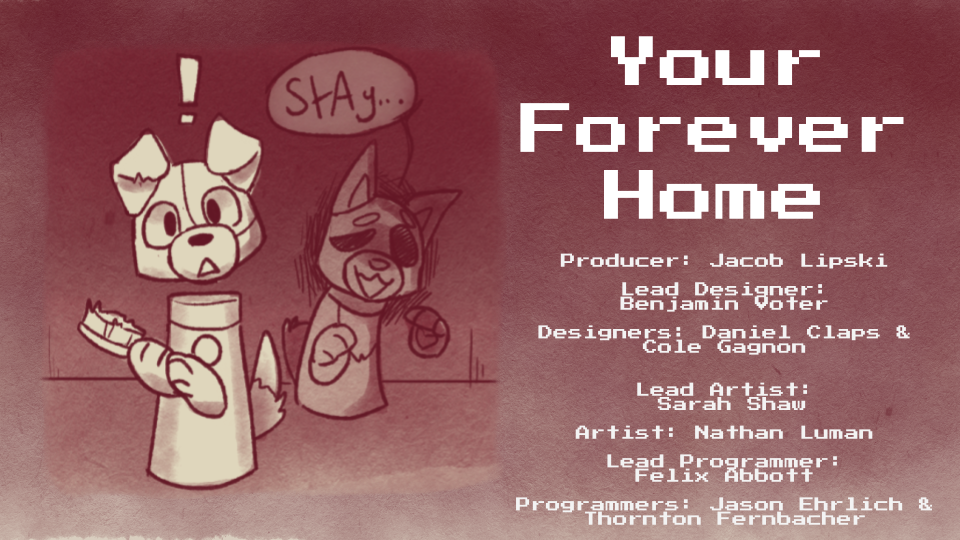 !
StAy...
Your
Forever
Home
Producer: Jacob Lipski
Lead Designer:
Benjamin Voter
Designers: Daniel Claps &
Cole Gagnon
Lead Artist:
Sarah Shaw
Artist: Nathan Luman
Lead Programmer:
Felix Abbott
Programmers: Jason Ehrlich &
Thornton Fernbacher